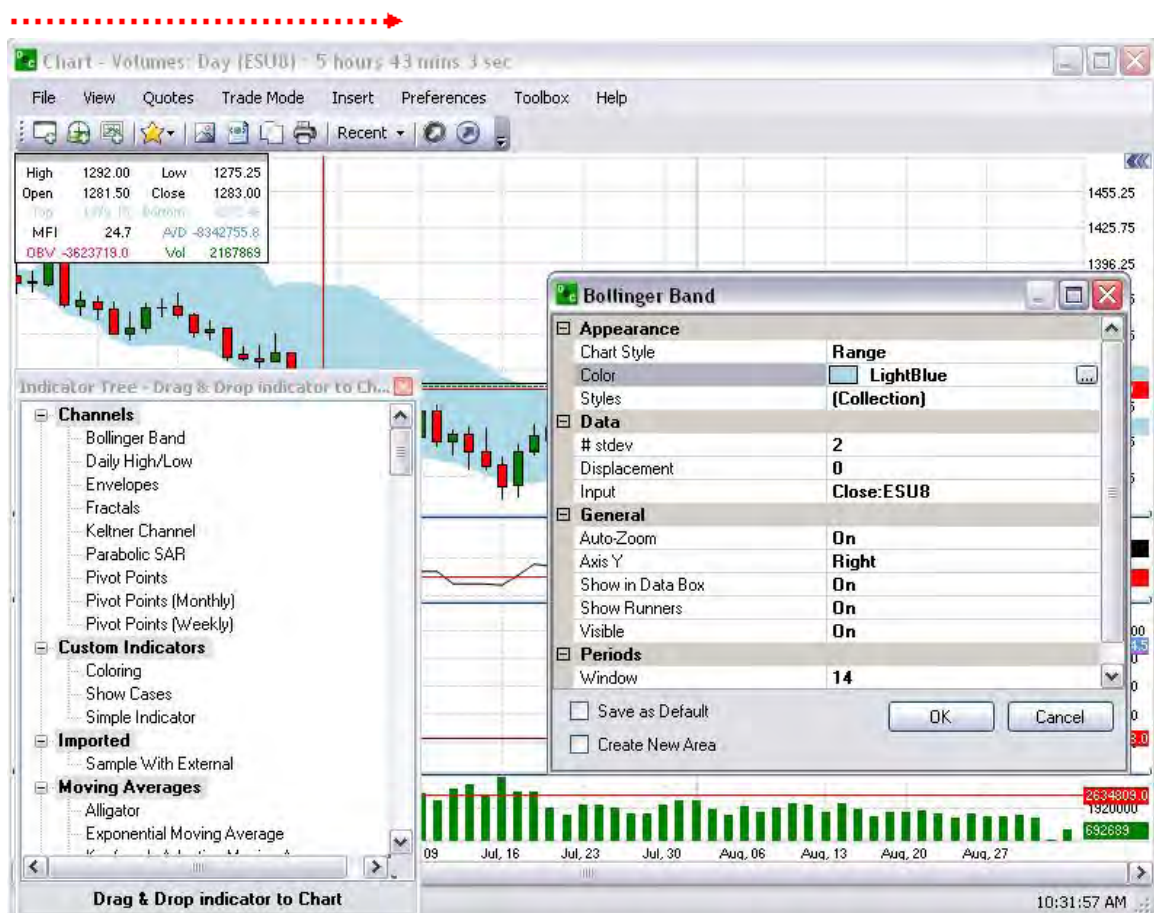 Chart - Volumes: Day (ESU8) - 5 hours 43 mins 3 sec
File View Quotes Trade Mode Insert Preferences Toolbox Help
Recent
High 1292.00 Low 1275.25
Open 1281.50 Close 1283.00
Top Bottom
MFI 24.7 A/D -8342755.8
OBV -3623719.0 Vol 2167869
1455.25
1425.75
1396.25
Bollinger Band
Appearance
Chart Style Range
Color LightBlue ...
Styles (Collection)
Data
# stdev 2
Displacement 0
Input Close:ESU8
General
Auto-Zoom On
Axis Y Right
Show in Data Box On
Show Runners On
Visible On
Periods
Window 14
Save as Default
Create New Area
OK Cancel
Indicator Tree - Drag & Drop indicator to Ch...
Channels
Bollinger Band
Daily High/Low
Envelopes
Fractals
Keltner Channel
Parabolic SAR
Pivot Points
Pivot Points (Monthly)
Pivot Points (Weekly)
Custom Indicators
Coloring
Show Cases
Simple Indicator
Imported
Sample With External
Moving Averages
Alligator
Exponential Moving Average
Drag & Drop indicator to Chart
2634809.0
1920000
692689
09 Jul, 16 Jul, 23 Jul, 30 Aug, 06 Aug, 13 Aug, 20 Aug, 27
10:31:57 AM